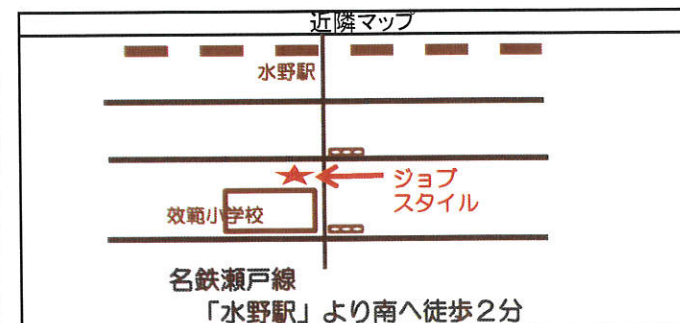 近隣マップ
水野駅
ジョブ
スタイル
效範小学校
名鉄瀬戸線
「水野駅」より南へ徒歩2分